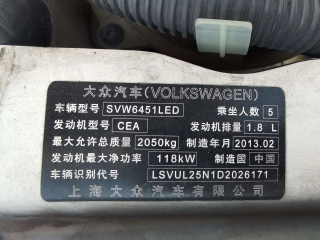 大众汽车(VOLKSWAGEN)
车辆型号 SVW6451LED 乘坐人数 5
发动机型号 CEA 发动机排量 1.8 L
最大允许总质量 2050kg 制造年月 2013.02
发动机最大净功率 118kW 制造国 中国
车辆识别代号 LSVUL25N1D2026171
上海大众汽车有限公司